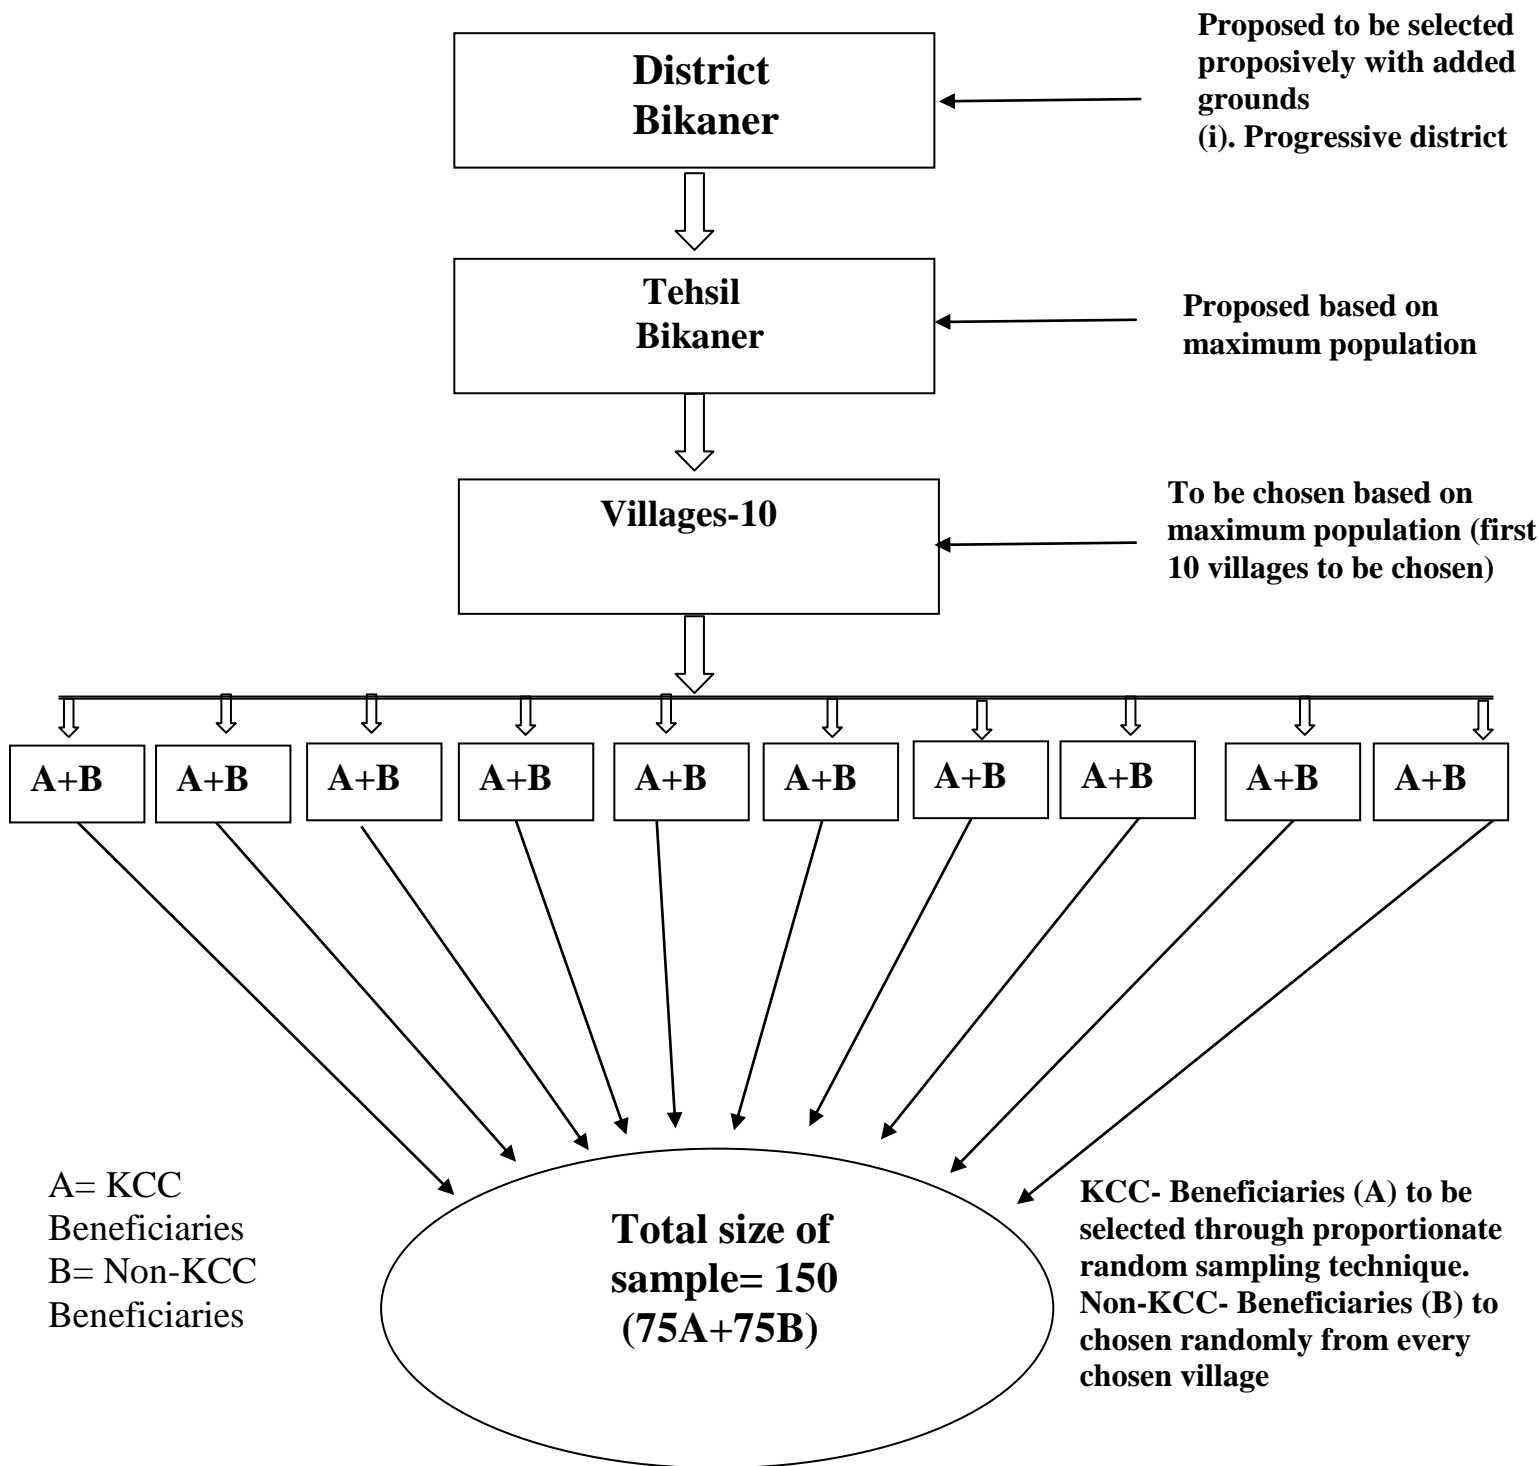 District
Bikaner
Proposed to be selected
proposively with added
grounds
(i). Progressive district
Tehsil
Bikaner
Proposed based on
maximum population
Villages-10
To be chosen based on
maximum population (first
10 villages to be chosen)
A+B A+B A+B A+B A+B A+B A+B A+B A+B A+B
A= KCC
Beneficiaries
B= Non-KCC
Beneficiaries
Total size of
sample= 150
(75A+75B)
KCC- Beneficiaries (A) to be
selected through proportionate
random sampling technique.
Non-KCC- Beneficiaries (B) to
chosen randomly from every
chosen village